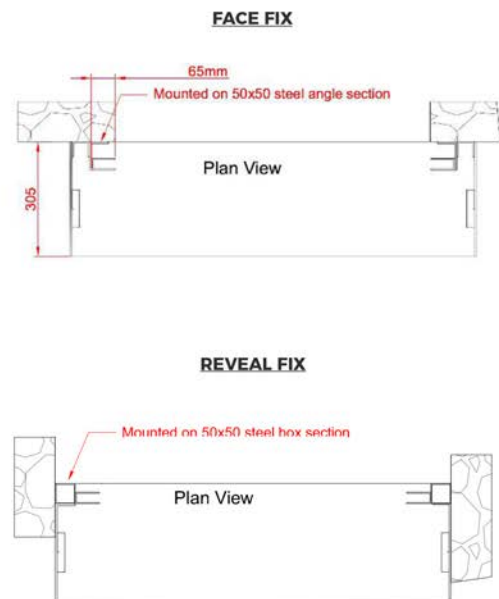 FACE FIX
65mm
Mounted on 50x50 steel angle section
Plan View
305
REVEAL FIX
Mounted on 50x50 steel box section
Plan View